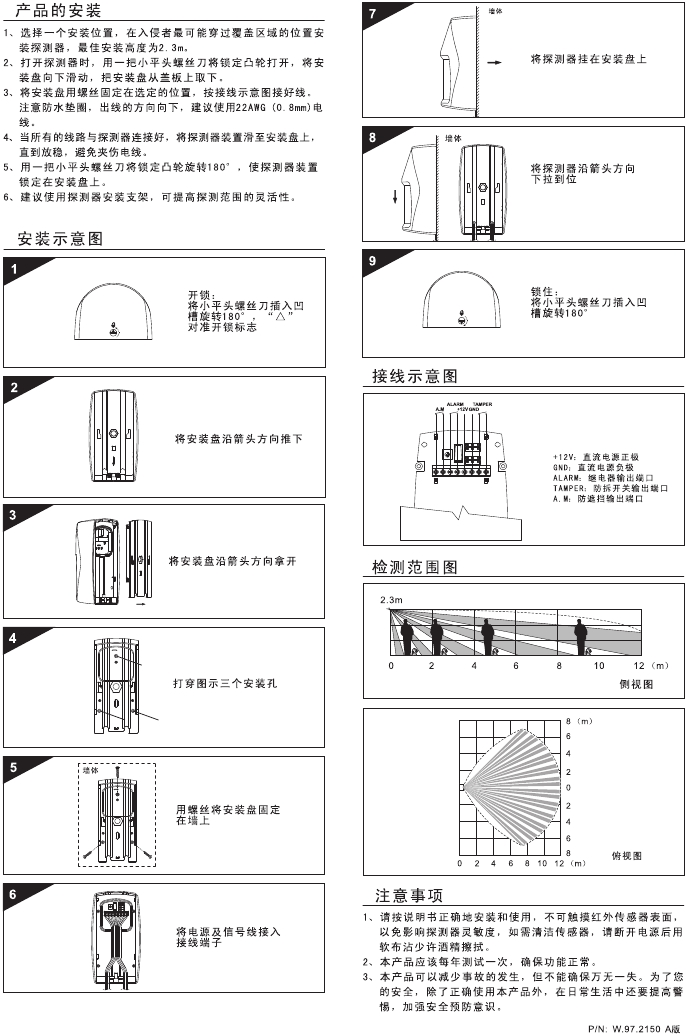 产品的安装
1、选择一个安装位置，在入侵者最可能穿过覆盖区域的位置安
装探测器，最佳安装高度为2.3m。
2、打开探测器时，用一把小平头螺丝刀将锁定凸轮打开，将安
装盘向下滑动，把安装盘从盖板上取下。
3、将安装盘用螺丝固定在选定的位置，按接线示意图接好线。
注意防水垫圈，出线的方向向下，建议使用22AWG (0.8mm)电
线。
4、当所有的线路与探测器连接好，将探测器装置滑至安装盘上，
直到放稳，避免夹伤电线。
5、用一把小平头螺丝刀将锁定凸轮旋转180°，使探测器装置
锁定在安装盘上。
6、建议使用探测器安装支架，可提高探测范围的灵活性。
安装示意图
1
开锁：
将小平头螺丝刀插入凹
槽旋转180°，“△”
对准开锁标志
2
将安装盘沿箭头方向推下
3
将安装盘沿箭头方向拿开
4
打穿图示三个安装孔
5
墙体
用螺丝将安装盘固定
在墙上
6
将电源及信号线接入
接线端子
7
墙体
将探测器挂在安装盘上
8
墙体
将探测器沿箭头方向
下拉到位
9
锁住：
将小平头螺丝刀插入凹
槽旋转180°
接线示意图
ALARM TAMPER
A.M +12V GND
+12V：直流电源正极
GND：直流电源负极
ALARM：继电器输出端口
TAMPER：防拆开关输出端口
A.M：防遮挡输出端口
检测范围图
2.3m
0 2 4 6 8 10 12（m）
侧视图
8（m）
6
4
2
0
2
4
6
8
0 2 4 6 8 10 12（m）
俯视图
注意事项
1、请按说明书正确地安装和使用，不可触摸红外传感器表面，
以免影响探测器灵敏度，如需清洁传感器，请断开电源后用
软布沾少许酒精擦拭。
2、本产品应该每年测试一次，确保功能正常。
3、本产品可以减少事故的发生，但不能确保万无一失。为了您
的安全，除了正确使用本产品外，在日常生活中还要提高警
惕，加强安全预防意识。
P/N: W.97.2150 A版